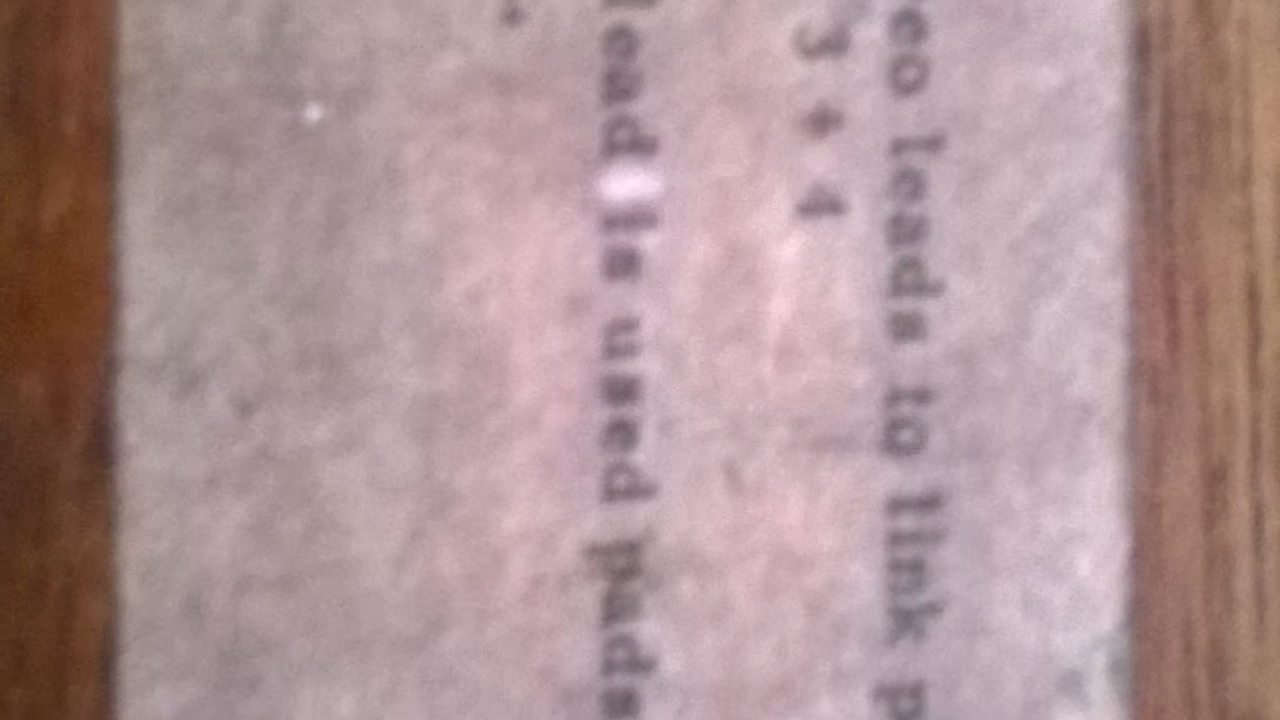 eo leads to link p
3 + 4
lead is used pads